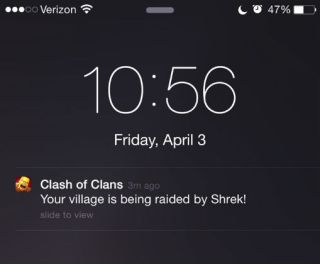 Verizon 47%
10:56
Friday, April 3
Clash of Clans 3m ago
Your village is being raided by Shrek!
slide to view